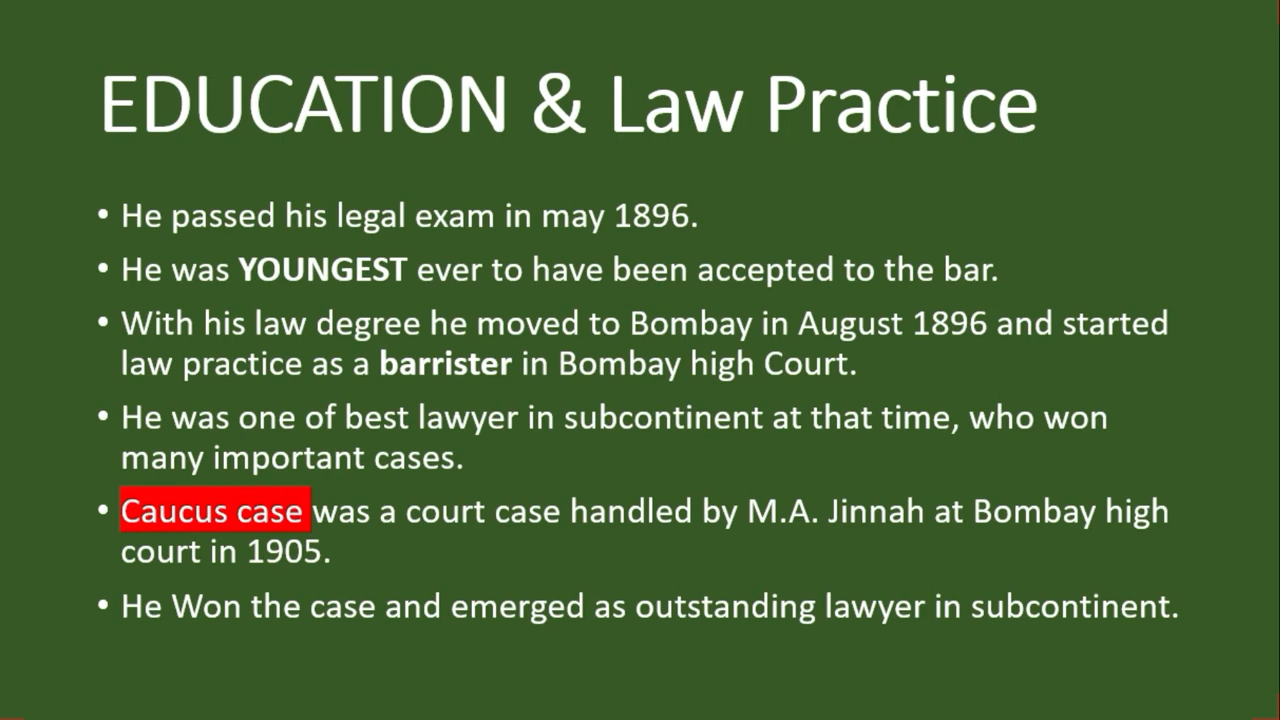 EDUCATION & Law Practice
• He passed his legal exam in may 1896.
• He was YOUNGEST ever to have been accepted to the bar.
• With his law degree he moved to Bombay in August 1896 and started
law practice as a barrister in Bombay high Court.
• He was one of best lawyer in subcontinent at that time, who won
many important cases.
• Caucus case was a court case handled by M.A. Jinnah at Bombay high
court in 1905.
• He Won the case and emerged as outstanding lawyer in subcontinent.